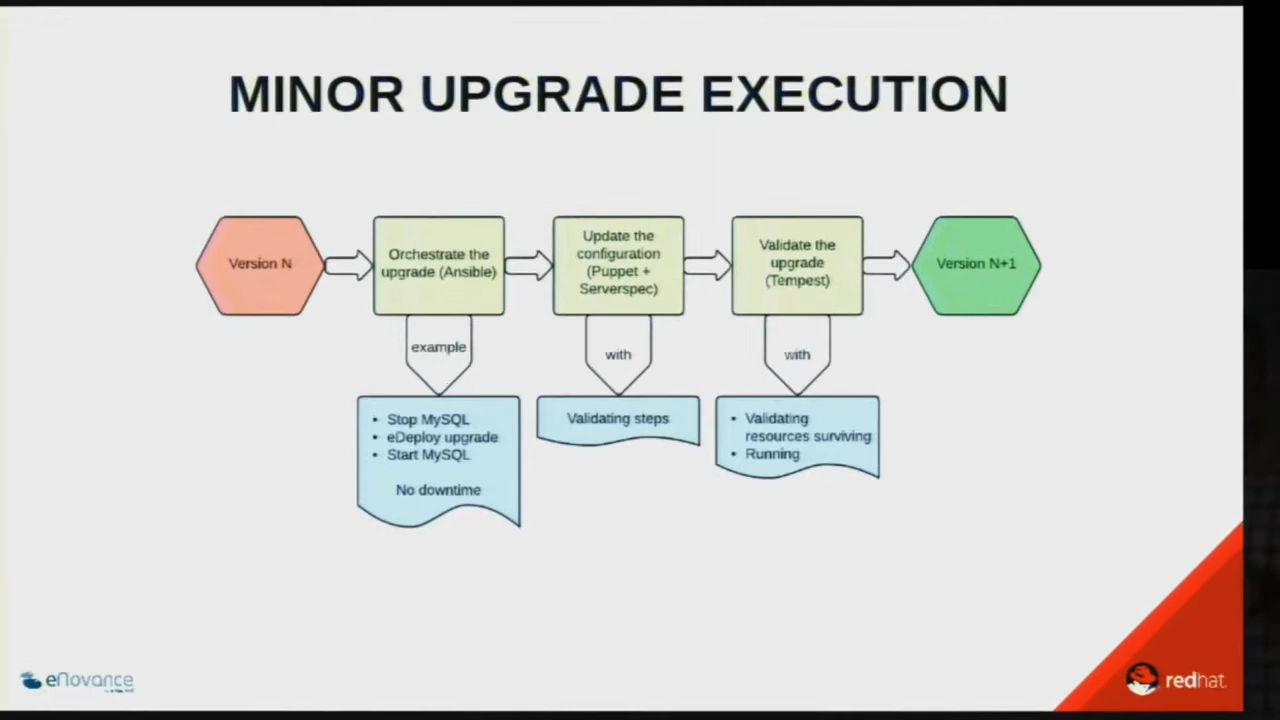 MINOR UPGRADE EXECUTION
Version N
Orchestrate the
upgrade (Ansible)
Update the
configuration
(Puppet +
Serverspec)
Validate the
upgrade
(Tempest)
Version N+1
example
with
with
• Stop MySQL
• eDeploy upgrade
• Start MySQL
No downtime
Validating steps
• Validating
resources surviving
• Running
eNovance
redhat.